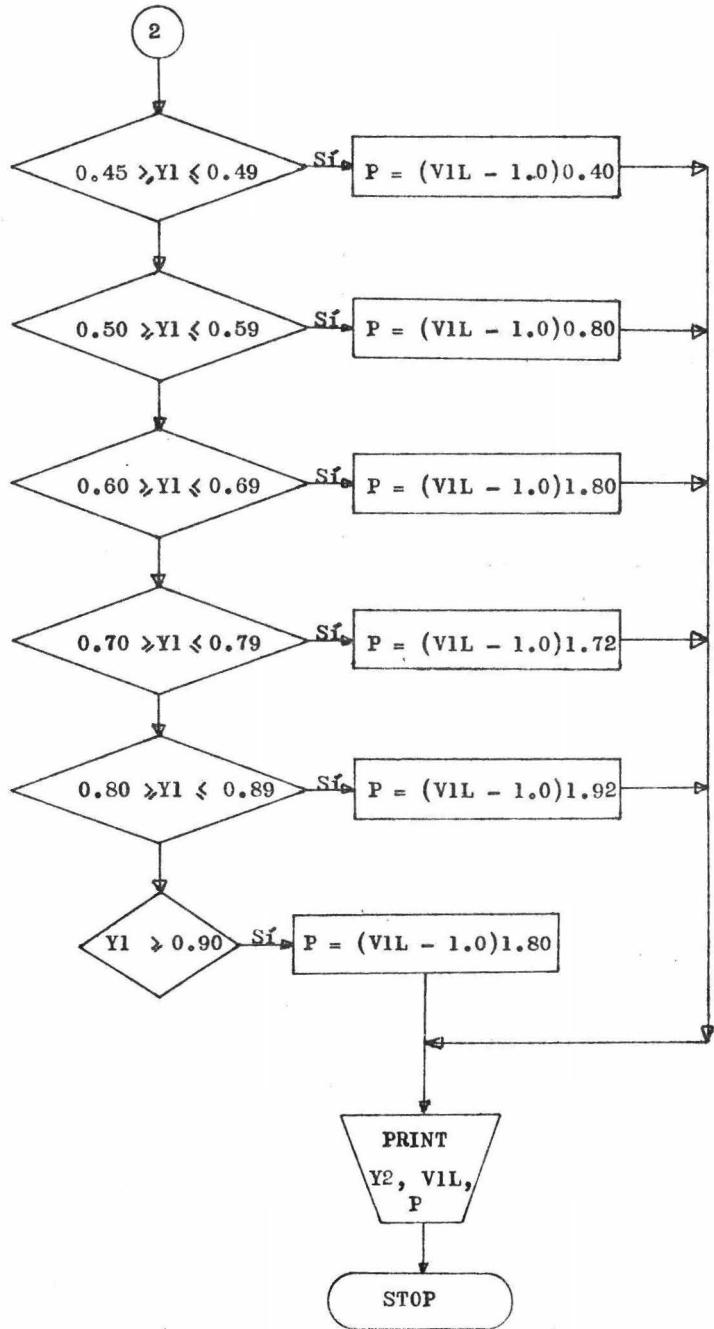 2
0.45 ⩾ Y1 ⩽ 0.49
Sí
P = (V1L - 1.0)0.40
0.50 ⩾ Y1 ⩽ 0.59
Sí
P = (V1L - 1.0)0.80
0.60 ⩾ Y1 ⩽ 0.69
Sí
P = (V1L - 1.0)1.80
0.70 ⩾ Y1 ⩽ 0.79
Sí
P = (V1L - 1.0)1.72
0.80 ⩾ Y1 ⩽ 0.89
Sí
P = (V1L - 1.0)1.92
Y1 ⩾ 0.90
Sí
P = (V1L - 1.0)1.80
PRINT
Y2, V1L,
P
STOP